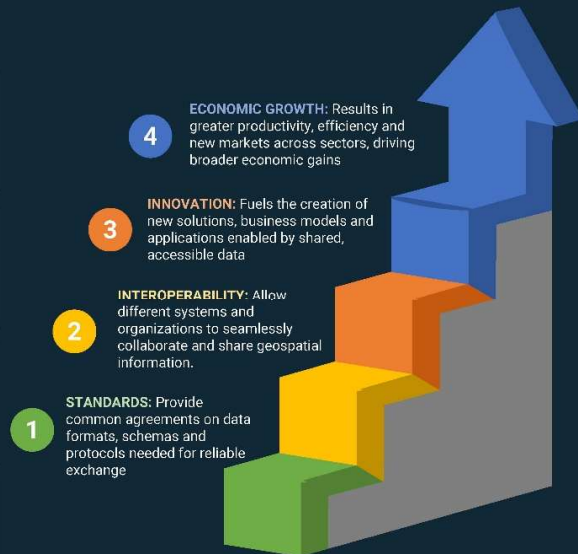 4
ECONOMIC GROWTH: Results in
greater productivity, efficiency and
new markets across sectors, driving
broader economic gains
3
INNOVATION: Fuels the creation of
new solutions, business models and
applications enabled by shared,
accessible data
2
INTEROPERABILITY: Allow
different systems and
organizations to seamlessly
collaborate and share geospatial
information.
1
STANDARDS: Provide
common agreements on data
formats, schemas and
protocols needed for reliable
exchange